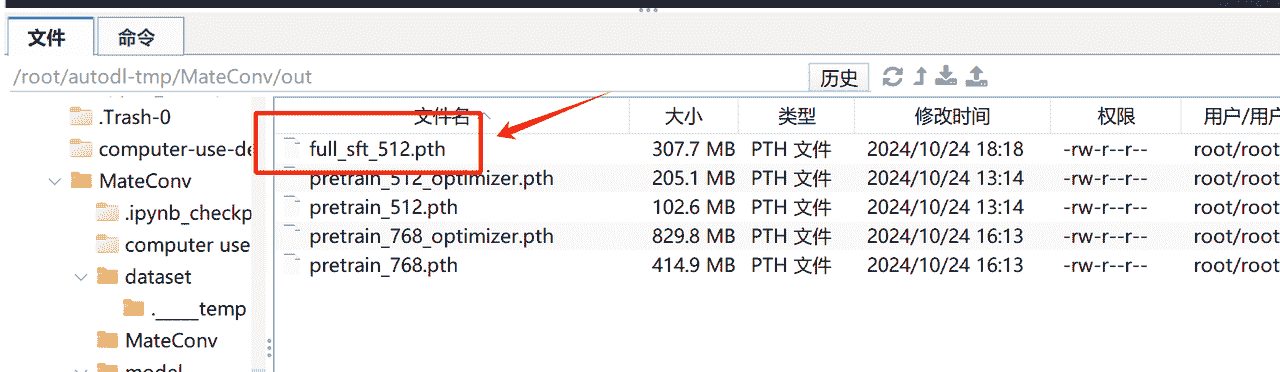 文件 命令
/root/autodl-tmp/MateConv/out 历史
.Trash-0
computer-use-de
MateConv
.ipynb_checkp
computer use
dataset
._____temp
MateConv
model
文件名 大小 类型 修改时间 权限 用户/用户
full_sft_512.pth 307.7 MB PTH 文件 2024/10/24 18:18 -rw-r--r-- root/root
pretrain_512_optimizer.pth 205.1 MB PTH 文件 2024/10/24 13:14 -rw-r--r-- root/root
pretrain_512.pth 102.6 MB PTH 文件 2024/10/24 13:14 -rw-r--r-- root/root
pretrain_768_optimizer.pth 829.8 MB PTH 文件 2024/10/24 16:13 -rw-r--r-- root/root
pretrain_768.pth 414.9 MB PTH 文件 2024/10/24 16:13 -rw-r--r-- root/root